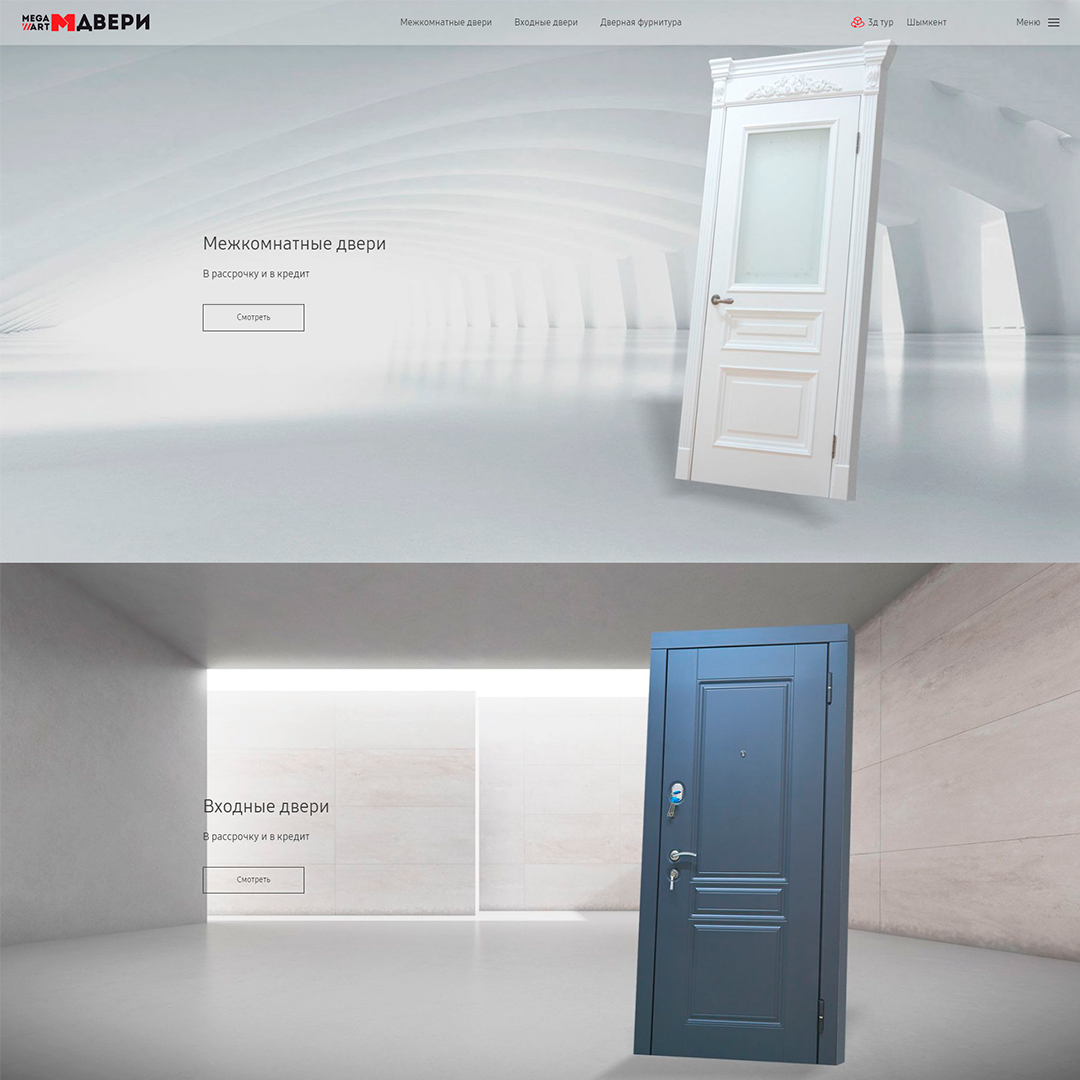 MEGA
ART
М ДВЕРИ
Межкомнатные двери
Входные двери
Дверная фурнитура
3д тур
Шымкент
Меню
Межкомнатные двери
В рассрочку и в кредит
Смотреть
Входные двери
В рассрочку и в кредит
Смотреть